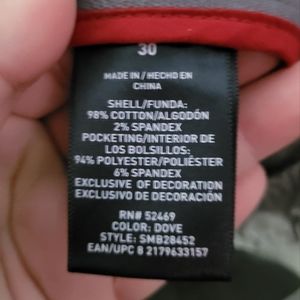 30
MADE IN / HECHO EN
CHINA
SHELL/FUNDA:
98% COTTON/ALGODÓN
2% SPANDEX
POCKETING/INTERIOR DE
LOS BOLSILLOS:
94% POLYESTER/POLIÉSTER
6% SPANDEX
EXCLUSIVE OF DECORATION
EXCLUSIVO DE DECORACIÓN
RN# 52469
COLOR: DOVE
STYLE: SMB28452
EAN/UPC 8 2179633157